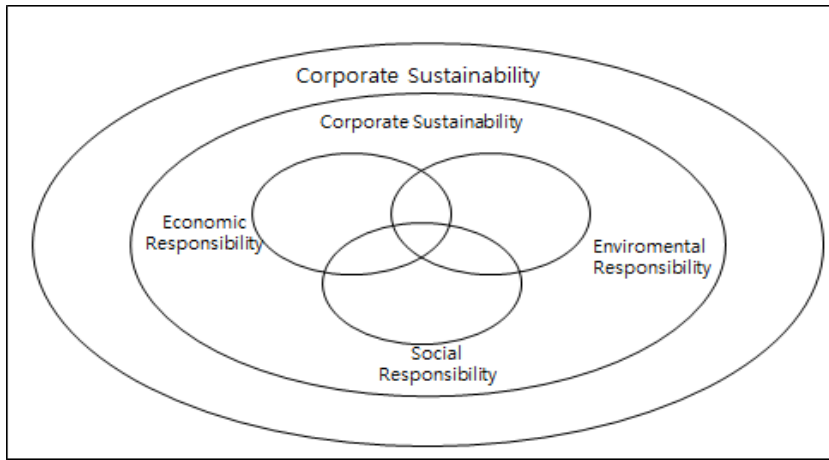 Corporate Sustainability
Corporate Sustainability
Economic
Responsibility
Enviromental
Responsibility
Social
Responsibility